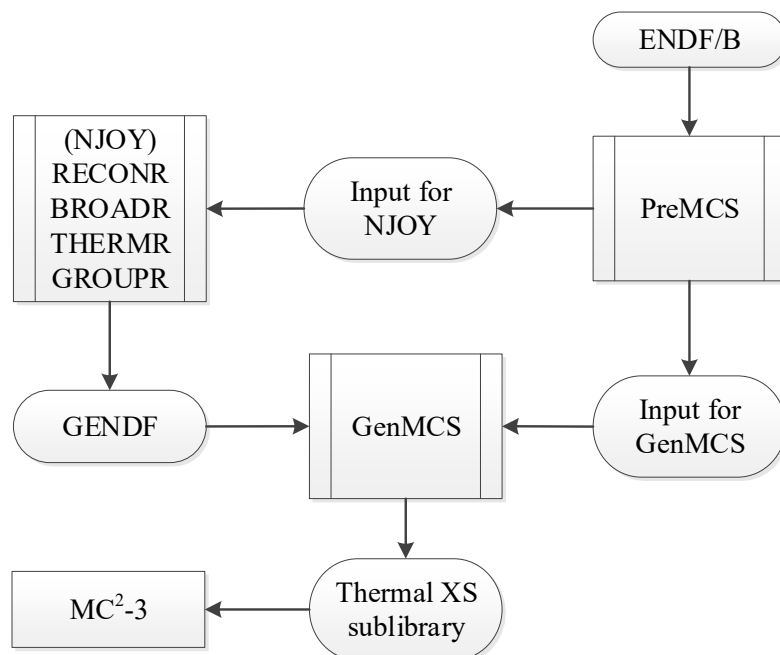 ENDF/B
(NJOY)
RECONR
BROADR
THERMR
GROUPR
Input for
NJOY
PreMCS
GENDF
GenMCS
Input for
GenMCS
MC²-3
Thermal XS
sublibrary